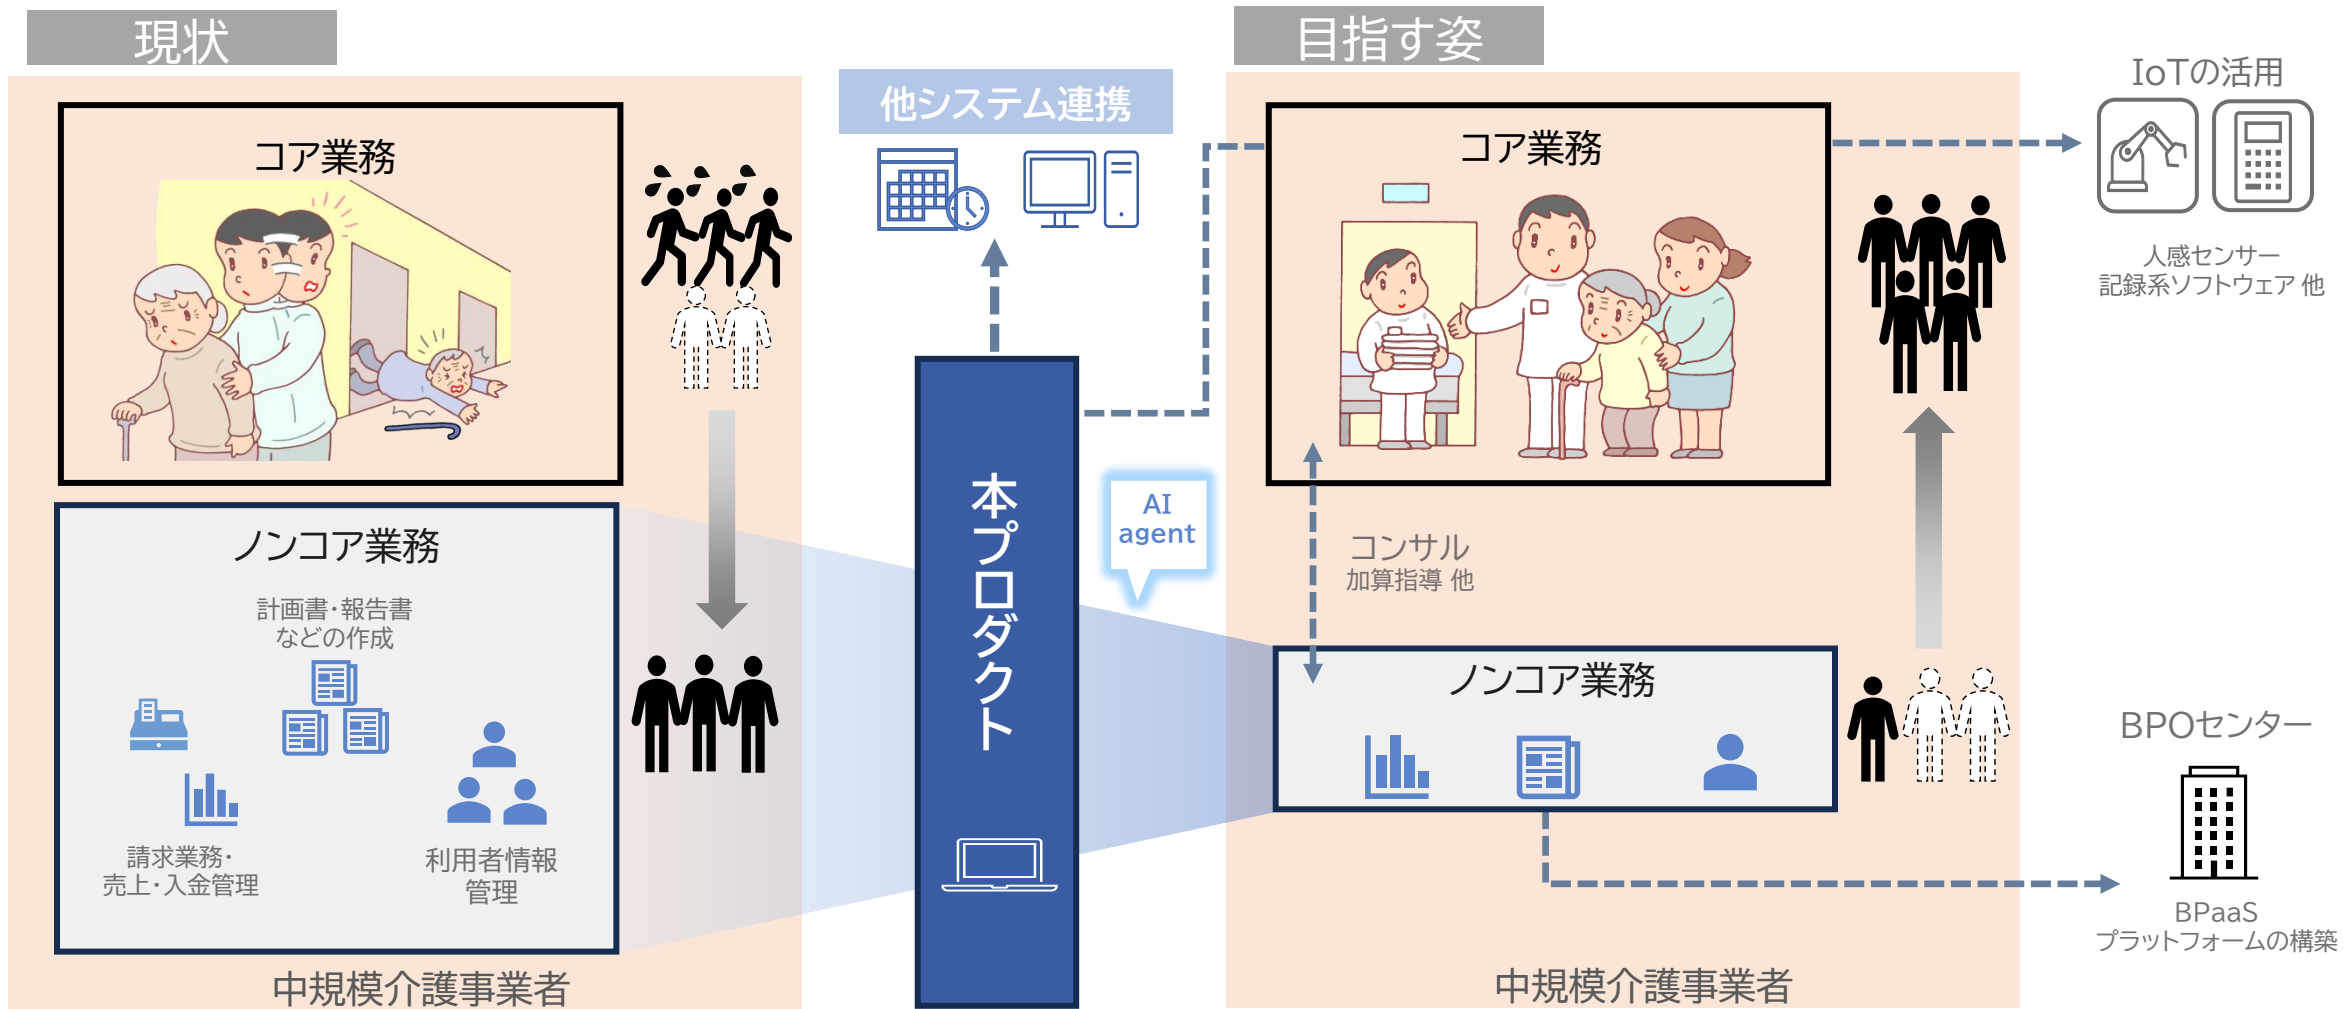 現状
コア業務
ノンコア業務
計画書・報告書
などの作成
請求業務・
売上・入金管理
利用者情報
管理
中規模介護事業者
他システム連携
本プロダクト
AI
agent
目指す姿
コア業務
コンサル
加算指導 他
ノンコア業務
中規模介護事業者
IoTの活用
人感センサー
記録系ソフトウェア 他
BPOセンター
BPaaS
プラットフォームの構築